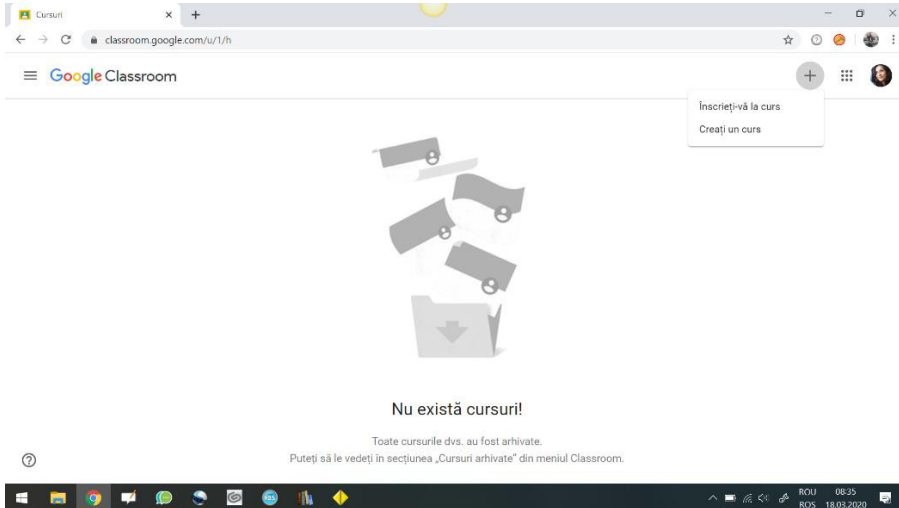 Cursuri
classroom.google.com/u/1/h
Google Classroom
Înscrieți-vă la curs
Creați un curs
Nu există cursuri!
Toate cursurile dvs. au fost arhivate.
Puteți să le vedeți în secțiunea „Cursuri arhivate” din meniul Classroom.
ROU 08:35
ROS 18.03.2020